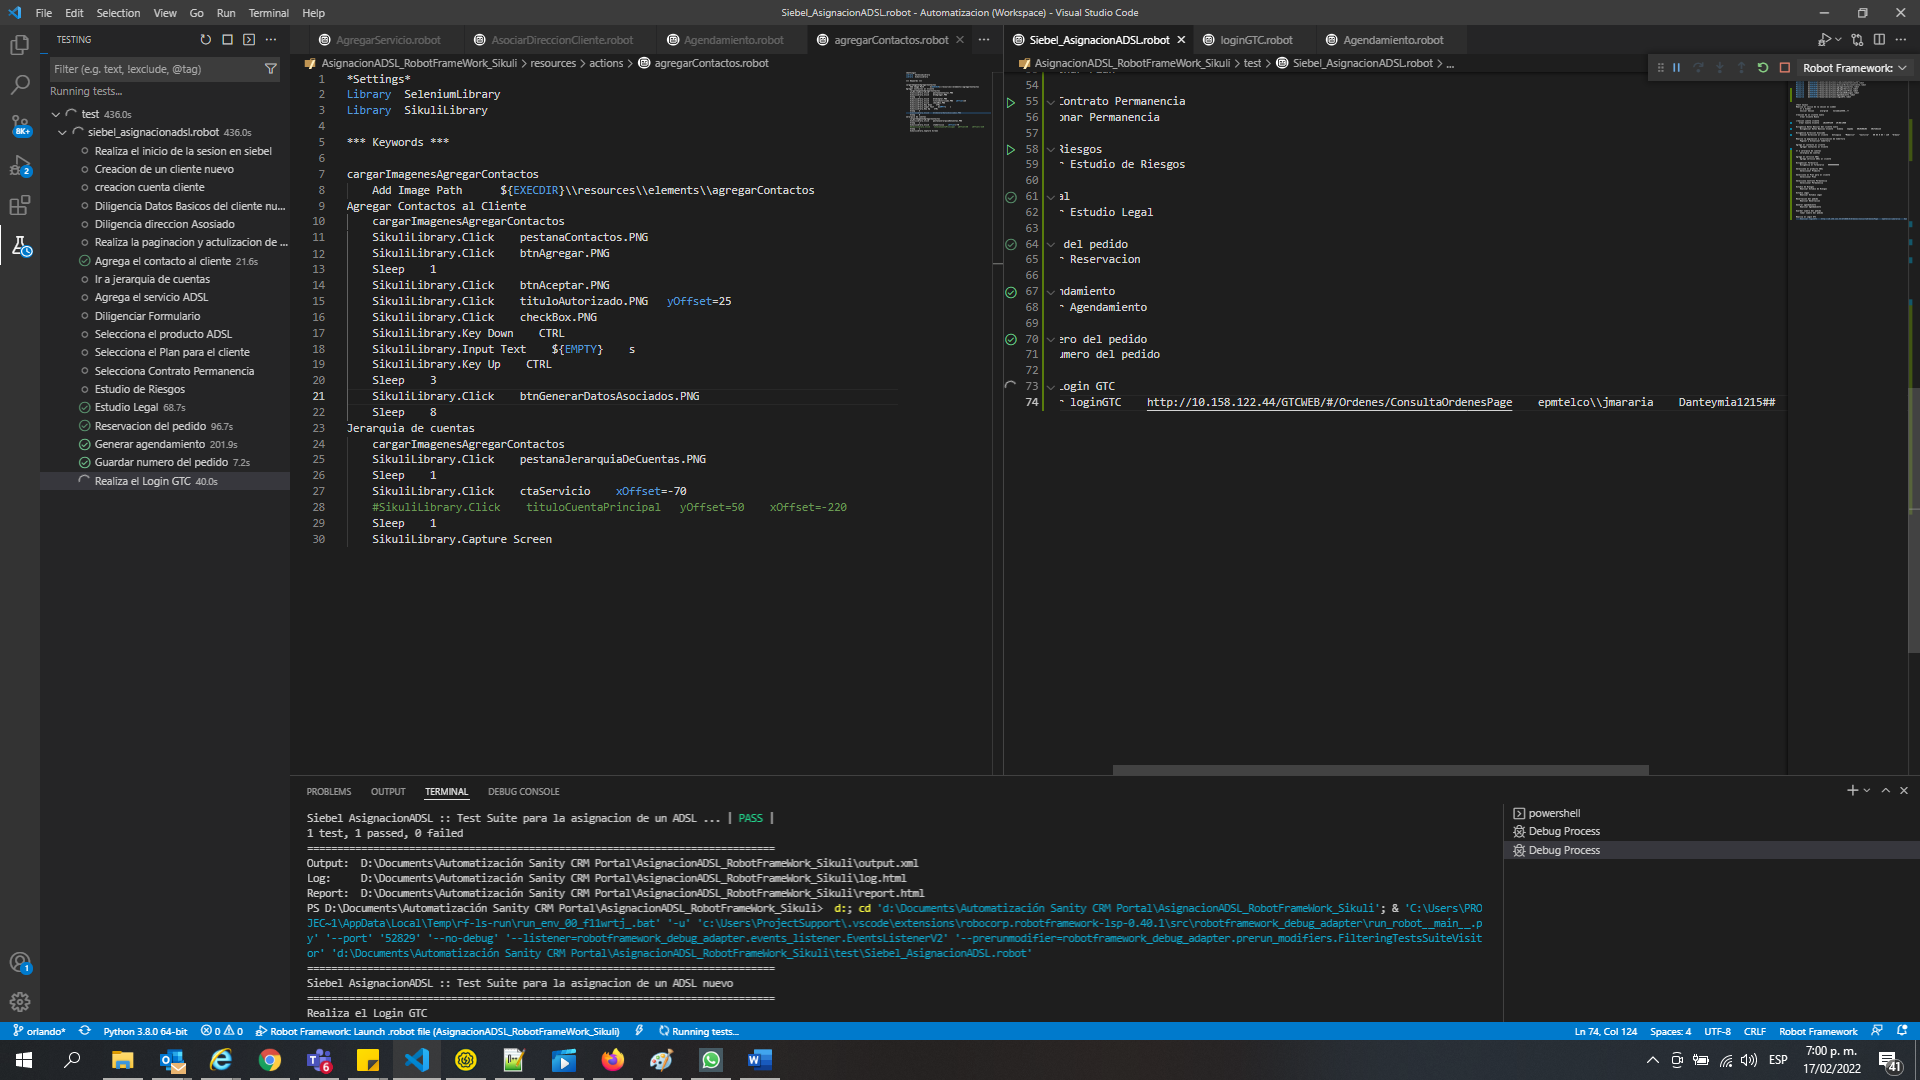 File Edit Selection View Go Run Terminal Help
Siebel_AsignacionADSL.robot - Automatizacion (Workspace) - Visual Studio Code
TESTING
Filter (e.g. text, !exclude, @tag)
Running tests...
test 436.0s
siebel_asignacionadsl.robot 436.0s
Realiza el inicio de la sesion en siebel
Creacion de un cliente nuevo
creacion cuenta cliente
Diligencia Datos Basicos del cliente nu...
Diligencia direccion Asosiado
Realiza la paginacion y actulizacion de ...
Agrega el contacto al cliente 21.6s
Ir a jerarquia de cuentas
Agrega el servicio ADSL
Diligenciar Formulario
Selecciona el producto ADSL
Selecciona el Plan para el cliente
Selecciona Contrato Permanencia
Estudio de Riesgos
Estudio Legal 68.7s
Reservacion del pedido 96.7s
Generar agendamiento 201.9s
Guardar numero del pedido 7.2s
Realiza el Login GTC 40.0s
8K+
2
1
AgregarServicio.robot AsociarDireccionCliente.robot Agendamiento.robot agregarContactos.robot
AsignacionADSL_RobotFrameWork_Sikuli > resources > actions > agregarContactos.robot
1 *Settings*
2 Library SeleniumLibrary
3 Library SikuliLibrary
4
5 *** Keywords ***
6
7 cargarImagenesAgregarContactos
8 Add Image Path ${EXECDIR}\\resources\\elements\\agregarContactos
9 Agregar Contactos al Cliente
10 cargarImagenesAgregarContactos
11 SikuliLibrary.Click pestanaContactos.PNG
12 SikuliLibrary.Click btnAgregar.PNG
13 Sleep 1
14 SikuliLibrary.Click btnAceptar.PNG
15 SikuliLibrary.Click tituloAutorizado.PNG yOffset=25
16 SikuliLibrary.Click checkBox.PNG
17 SikuliLibrary.Key Down CTRL
18 SikuliLibrary.Input Text ${EMPTY} s
19 SikuliLibrary.Key Up CTRL
20 Sleep 3
21 SikuliLibrary.Click btnGenerarDatosAsociados.PNG
22 Sleep 8
23 Jerarquia de cuentas
24 cargarImagenesAgregarContactos
25 SikuliLibrary.Click pestanaJerarquiaDeCuentas.PNG
26 Sleep 1
27 SikuliLibrary.Click ctaServicio xOffset=-70
28 #SikuliLibrary.Click tituloCuentaPrincipal yOffset=50 xOffset=-220
29 Sleep 1
30 SikuliLibrary.Capture Screen
Siebel_AsignacionADSL.robot loginGTC.robot Agendamiento.robot
AsignacionADSL_RobotFrameWork_Sikuli > test > Siebel_AsignacionADSL.robot > ...
Robot Framework:
54
55 Contrato Permanencia
56 onar Permanencia
57
58 Riesgos
59 r Estudio de Riesgos
60
61 al
62 r Estudio Legal
63
64 del pedido
65 r Reservacion
66
67 ndamiento
68 r Agendamiento
69
70 ero del pedido
71 umero del pedido
72
73 Login GTC
74 r loginGTC http://10.158.122.44/GTCWEB/#/Ordenes/ConsultaOrdenesPage epmtelco\\jmararia Danteymia1215##
PROBLEMS OUTPUT TERMINAL DEBUG CONSOLE
Siebel AsignacionADSL :: Test Suite para la asignacion de un ADSL ... | PASS |
1 test, 1 passed, 0 failed
==============================================================================
Output: D:\Documents\Automatización Sanity CRM Portal\AsignacionADSL_RobotFrameWork_Sikuli\output.xml
Log: D:\Documents\Automatización Sanity CRM Portal\AsignacionADSL_RobotFrameWork_Sikuli\log.html
Report: D:\Documents\Automatización Sanity CRM Portal\AsignacionADSL_RobotFrameWork_Sikuli\report.html
PS D:\Documents\Automatización Sanity CRM Portal\AsignacionADSL_RobotFrameWork_Sikuli> d:; cd 'd:\Documents\Automatización Sanity CRM Portal\AsignacionADSL_RobotFrameWork_Sikuli'; & 'C:\Users\PRO
JEC~1\AppData\Local\Temp\rf-ls-run\run_env_00_f11wrtj_.bat' '-u' 'c:\Users\ProjectSupport\.vscode\extensions\robocorp.robotframework-lsp-0.40.1\src\robotframework_debug_adapter\run_robot__main__.p
y' '--port' '52829' '--no-debug' '--listener=robotframework_debug_adapter.events_listener.EventsListenerV2' '--prerunmodifier=robotframework_debug_adapter.prerun_modifiers.FilteringTestsSuiteVisit
or' 'd:\Documents\Automatización Sanity CRM Portal\AsignacionADSL_RobotFrameWork_Sikuli\test\Siebel_AsignacionADSL.robot'
==============================================================================
Siebel AsignacionADSL :: Test Suite para la asignacion de un ADSL nuevo
==============================================================================
Realiza el Login GTC
powershell
Debug Process
Debug Process
orlando* Python 3.8.0 64-bit 0 0 Robot Framework: Launch .robot file (AsignacionADSL_RobotFrameWork_Sikuli) Running tests...
Ln 74, Col 124 Spaces: 4 UTF-8 CRLF Robot Framework
6
ESP
7:00 p. m.
17/02/2022
41